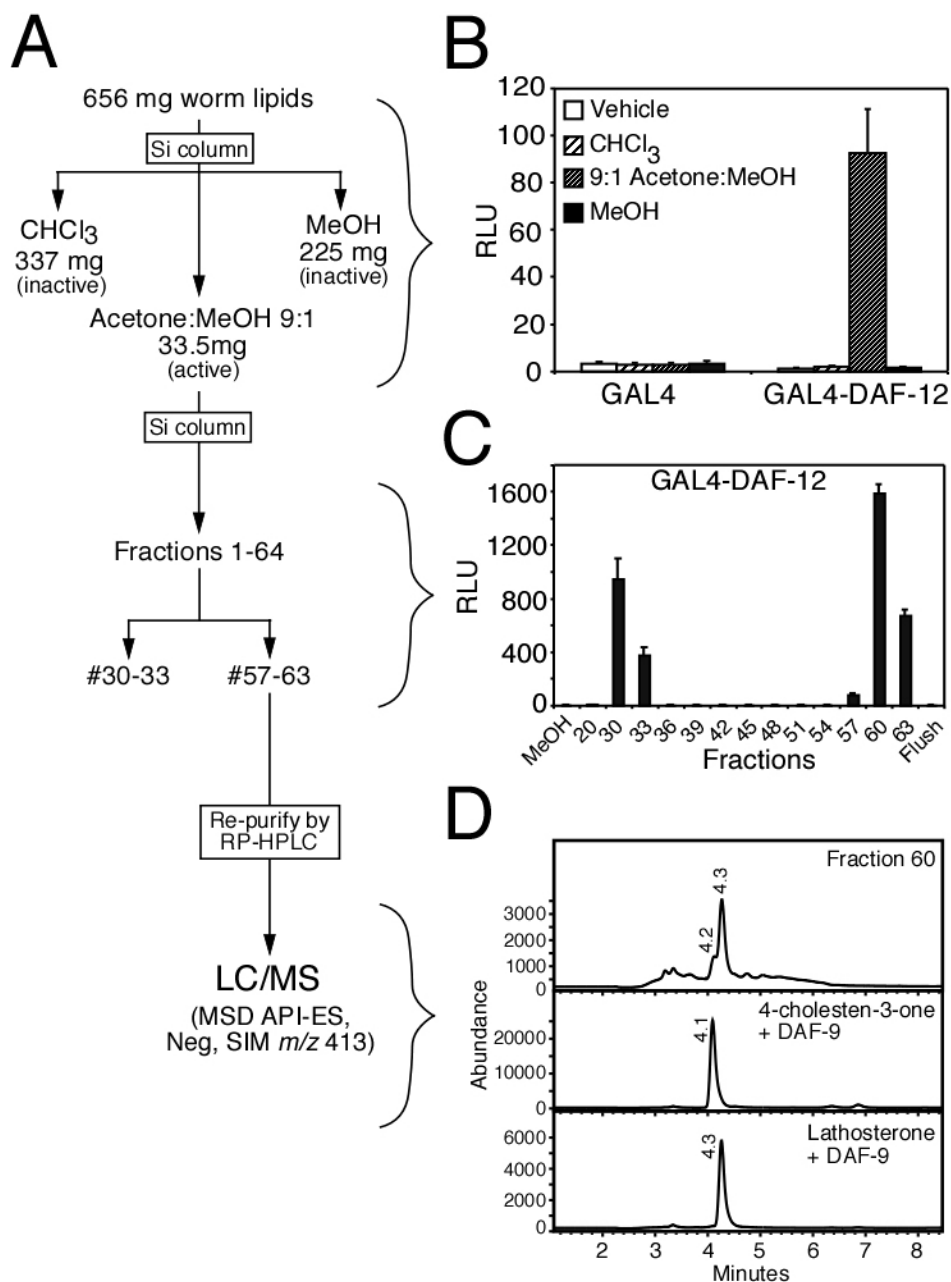 A
656 mg worm lipids
Si column
CHCl3
337 mg
(inactive)
MeOH
225 mg
(inactive)
Acetone:MeOH 9:1
33.5mg
(active)
Si column
Fractions 1-64
#30-33
#57-63
Re-purify by
RP-HPLC
LC/MS
(MSD API-ES,
Neg, SIM m/z 413)
B
120
100
80
60
40
20
0
RLU
Vehicle
CHCl3
9:1 Acetone:MeOH
MeOH
GAL4
GAL4-DAF-12
C
GAL4-DAF-12
1600
1200
800
400
0
RLU
MeOH
20
30
33
36
39
42
45
48
51
54
57
60
63
Flush
Fractions
D
Fraction 60
3000
2000
1000
0
4.2
4.3
4-cholesten-3-one
+ DAF-9
20000
10000
0
4.1
Lathosterone
+ DAF-9
6000
4000
2000
0
4.3
Abundance
2
3
4
5
6
7
8
Minutes